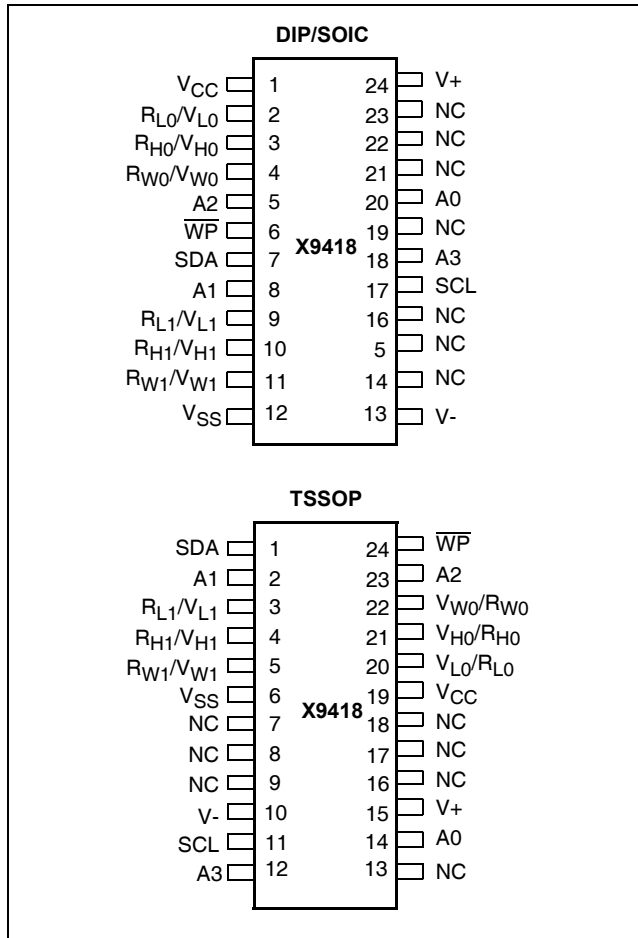 DIP/SOIC
VCC 1 24 V+
RL0/VL0 2 23 NC
RH0/VH0 3 22 NC
RW0/VW0 4 21 NC
A2 5 20 A0
WP 6 19 NC
X9418
SDA 7 18 A3
A1 8 17 SCL
RL1/VL1 9 16 NC
RH1/VH1 10 5 NC
RW1/VW1 11 14 NC
VSS 12 13 V-
TSSOP
SDA 1 24 WP
A1 2 23 A2
RL1/VL1 3 22 VW0/RW0
RH1/VH1 4 21 VH0/RH0
RW1/VW1 5 20 VL0/RL0
VSS 6 19 VCC
X9418
NC 7 18 NC
NC 8 17 NC
NC 9 16 NC
V- 10 15 V+
SCL 11 14 A0
A3 12 13 NC